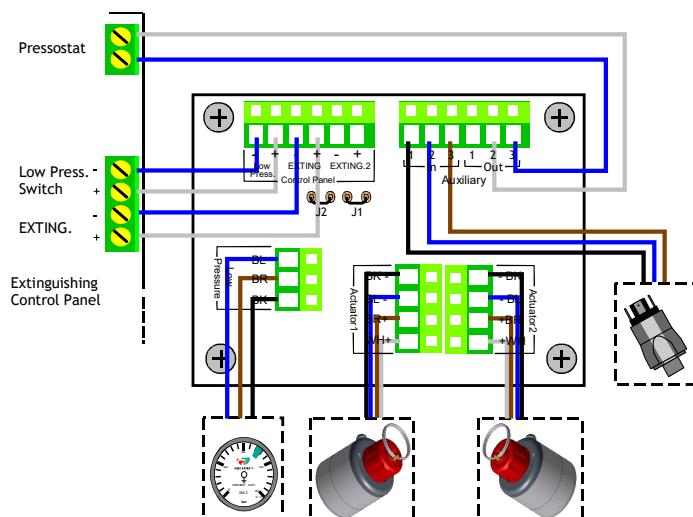 Pressostat
Low Press.
Switch
-
+
EXTING.
-
+
Extinguishing
Control Panel
- + - + - +
Low
Press.
EXTING
EXTING.2
Control Panel
J2
J1
1 2 3 1 2 3
In
Out
Auxiliary
BL
BR
BK
Low
Pressure
BK+
BL-
BR+
WH+
Actuator1
+BK
-BL
+BR
+WH
Actuator2